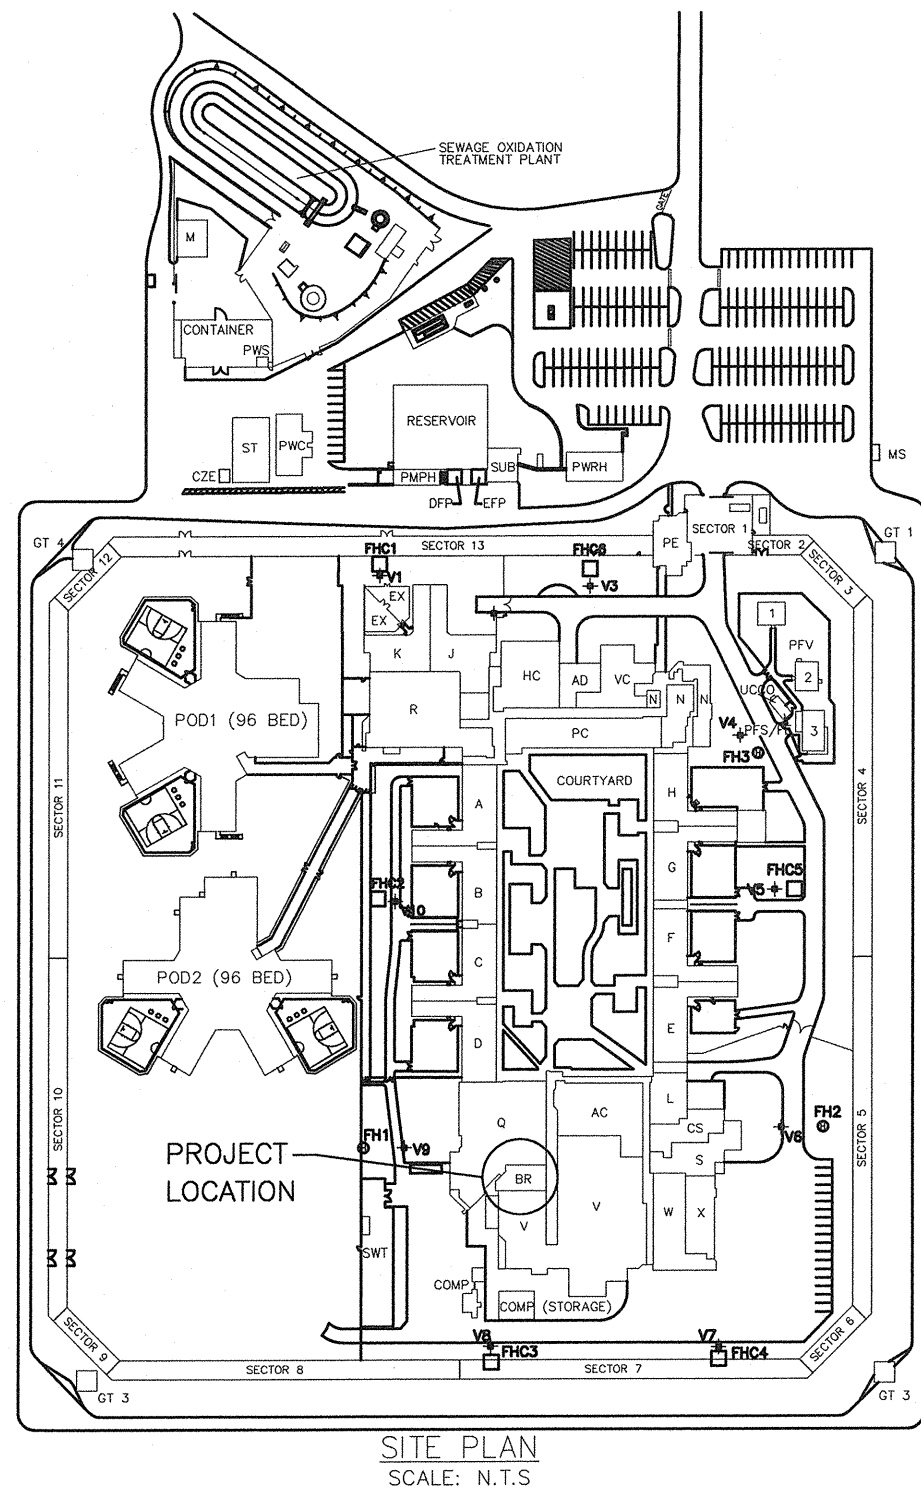 SEWAGE OXIDATION
TREATMENT PLANT
GATE
M
CONTAINER
PWS
RESERVOIR
ST
PWC
CZE
PMPH
SUB
PWRH
MS
DFP
EFP
GT 4
SECTOR 13
SECTOR 1
PE
SECTOR 2
GT 1
SECTOR 12
FHC1
V1
FHC6
V3
SECTOR 3
EX
EX
K
J
HC
AD
VC
N
N
N
1
PFV
2
UCCO
3
POD1 (96 BED)
R
PC
V4
PFS/PF
FH3
SECTOR 11
SECTOR 4
COURTYARD
A
H
B
G
FHC2
V10
FHC5
V5
C
F
POD2 (96 BED)
D
E
SECTOR 10
SECTOR 5
Q
AC
L
CS
S
V6
FH2
FH1
V9
PROJECT
LOCATION
BR
V
V
W
X
SWT
COMP
COMP (STORAGE)
V8
FHC3
V7
FHC4
SECTOR 6
SECTOR 9
SECTOR 8
SECTOR 7
GT 3
GT 3
SITE PLAN
SCALE: N.T.S